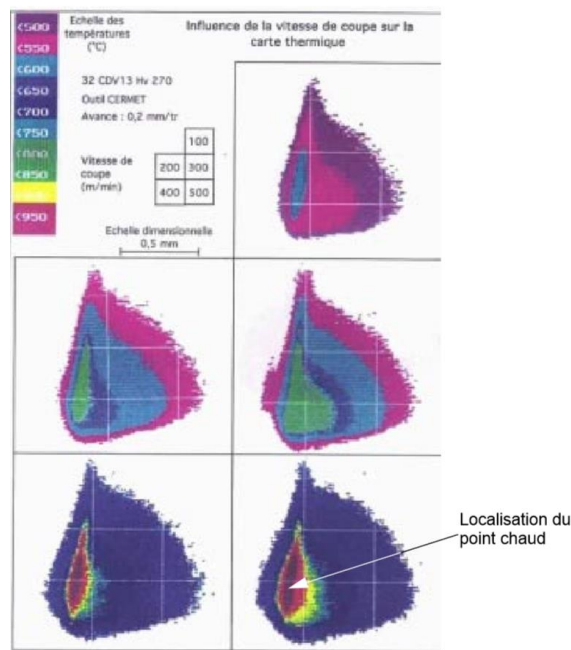 <500
<550
<600
<650
<700
<750
<800
<850
<950
Echelle des
températures
(°C)
Influence de la vitesse de coupe sur la
carte thermique
32 CDV13 Hv 270
Outil CERMET
Avance : 0,2 mm/tr
Vitesse de
coupe
(m/min)
100
200 300
400 500
Echelle dimensionnelle
0,5 mm
Localisation du
point chaud